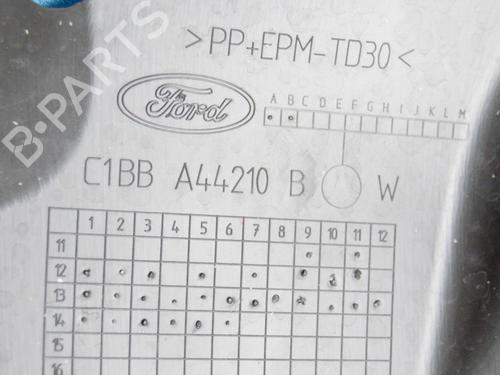 >PP+EPM-TD30<
Ford
A B C D E F G H I J K L M
C1BB A44210 B W
1 2 3 4 5 6 7 8 9 10 11 12
11
12
13
14
15
16
B-PARTS